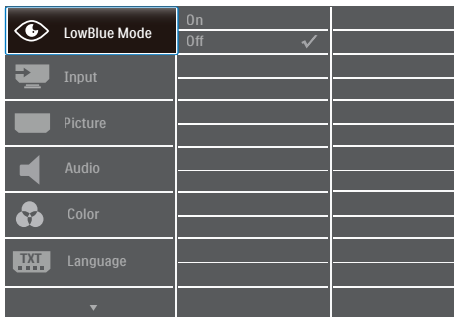 LowBlue Mode
On
Off
Input
Picture
Audio
Color
TXT
Language